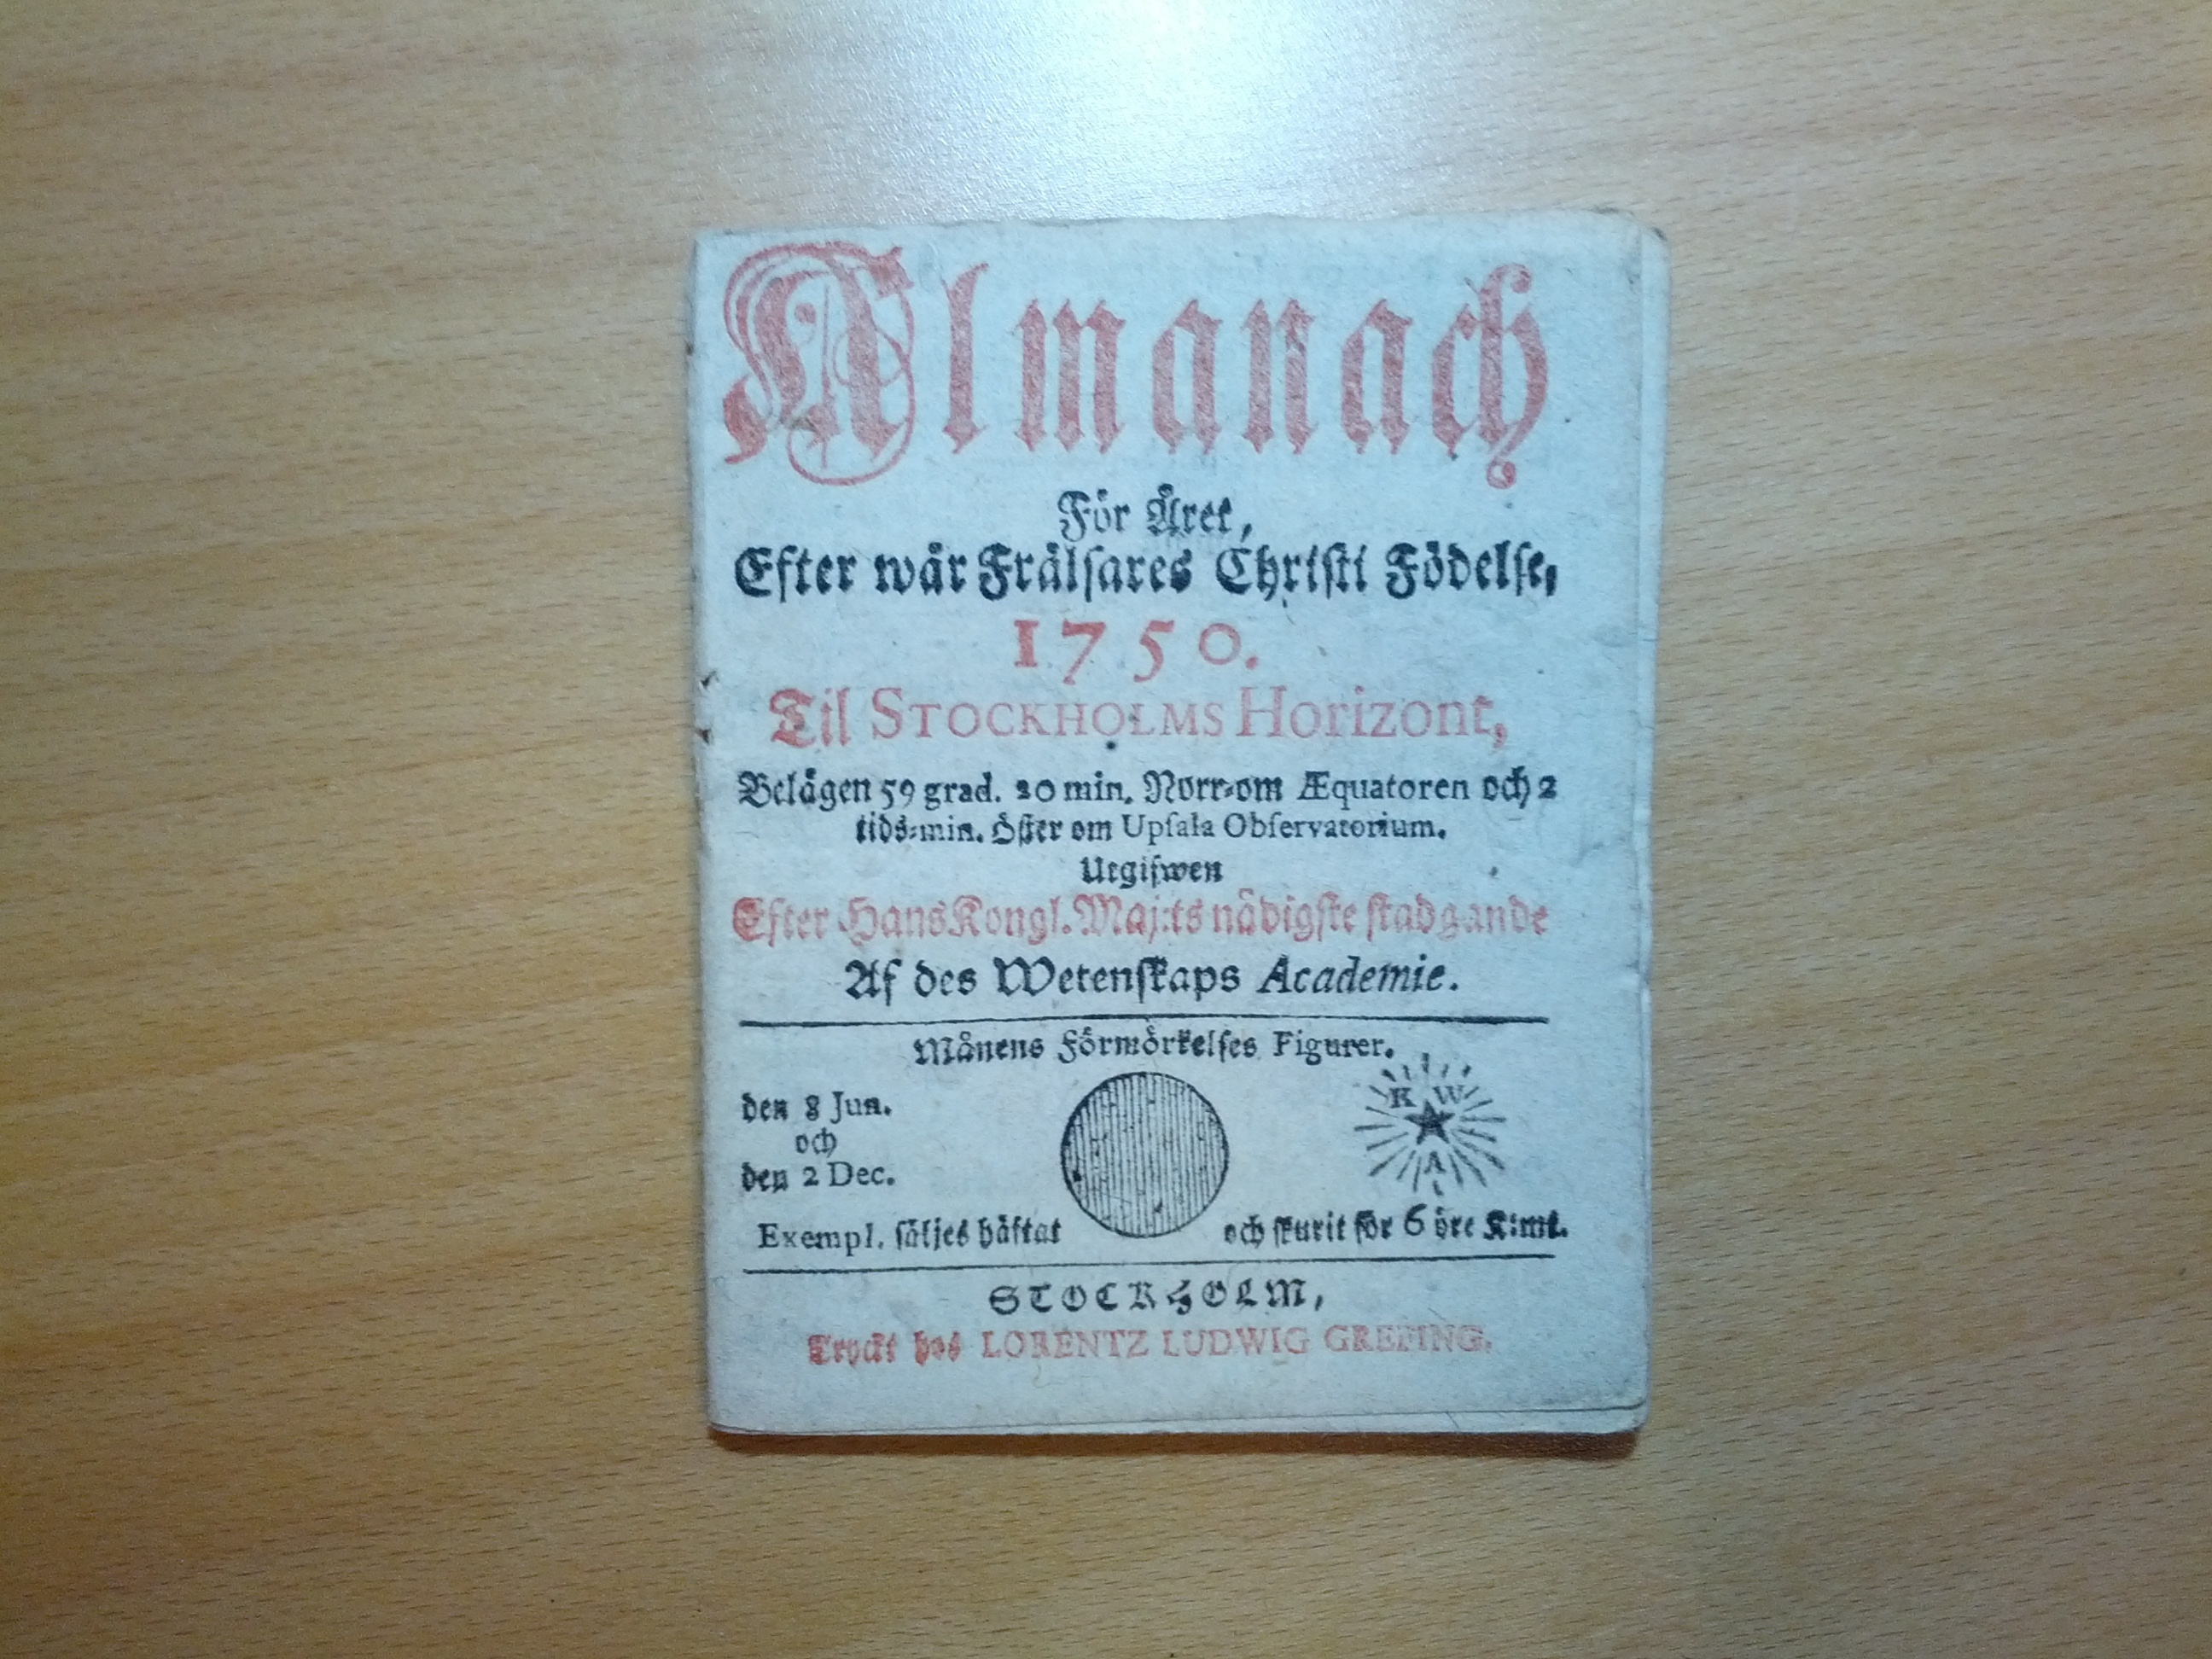 Almanach
För Året,
Efter wår Frälsares Christi Födelse,
1750.
Til STOCKHOLMS Horizont,
Belägen 59 grad. 20 min. Norr-om Æquatoren och 2
tids-min. Öster om Upsala Observatorium.
Utgifwen
Efter Hans Kongl. Maj:ts nådigste stadgande
Af des Wetenskaps Academie.
Månens Förmörkelses Figurer.
K W
A
den 8 Jun.
och
den 2 Dec.
Exempl. säljes häftat och skurit för 6 öre K:mt.
STOCKHOLM,
Tryckt hos LORENTZ LUDWIG GREFING.